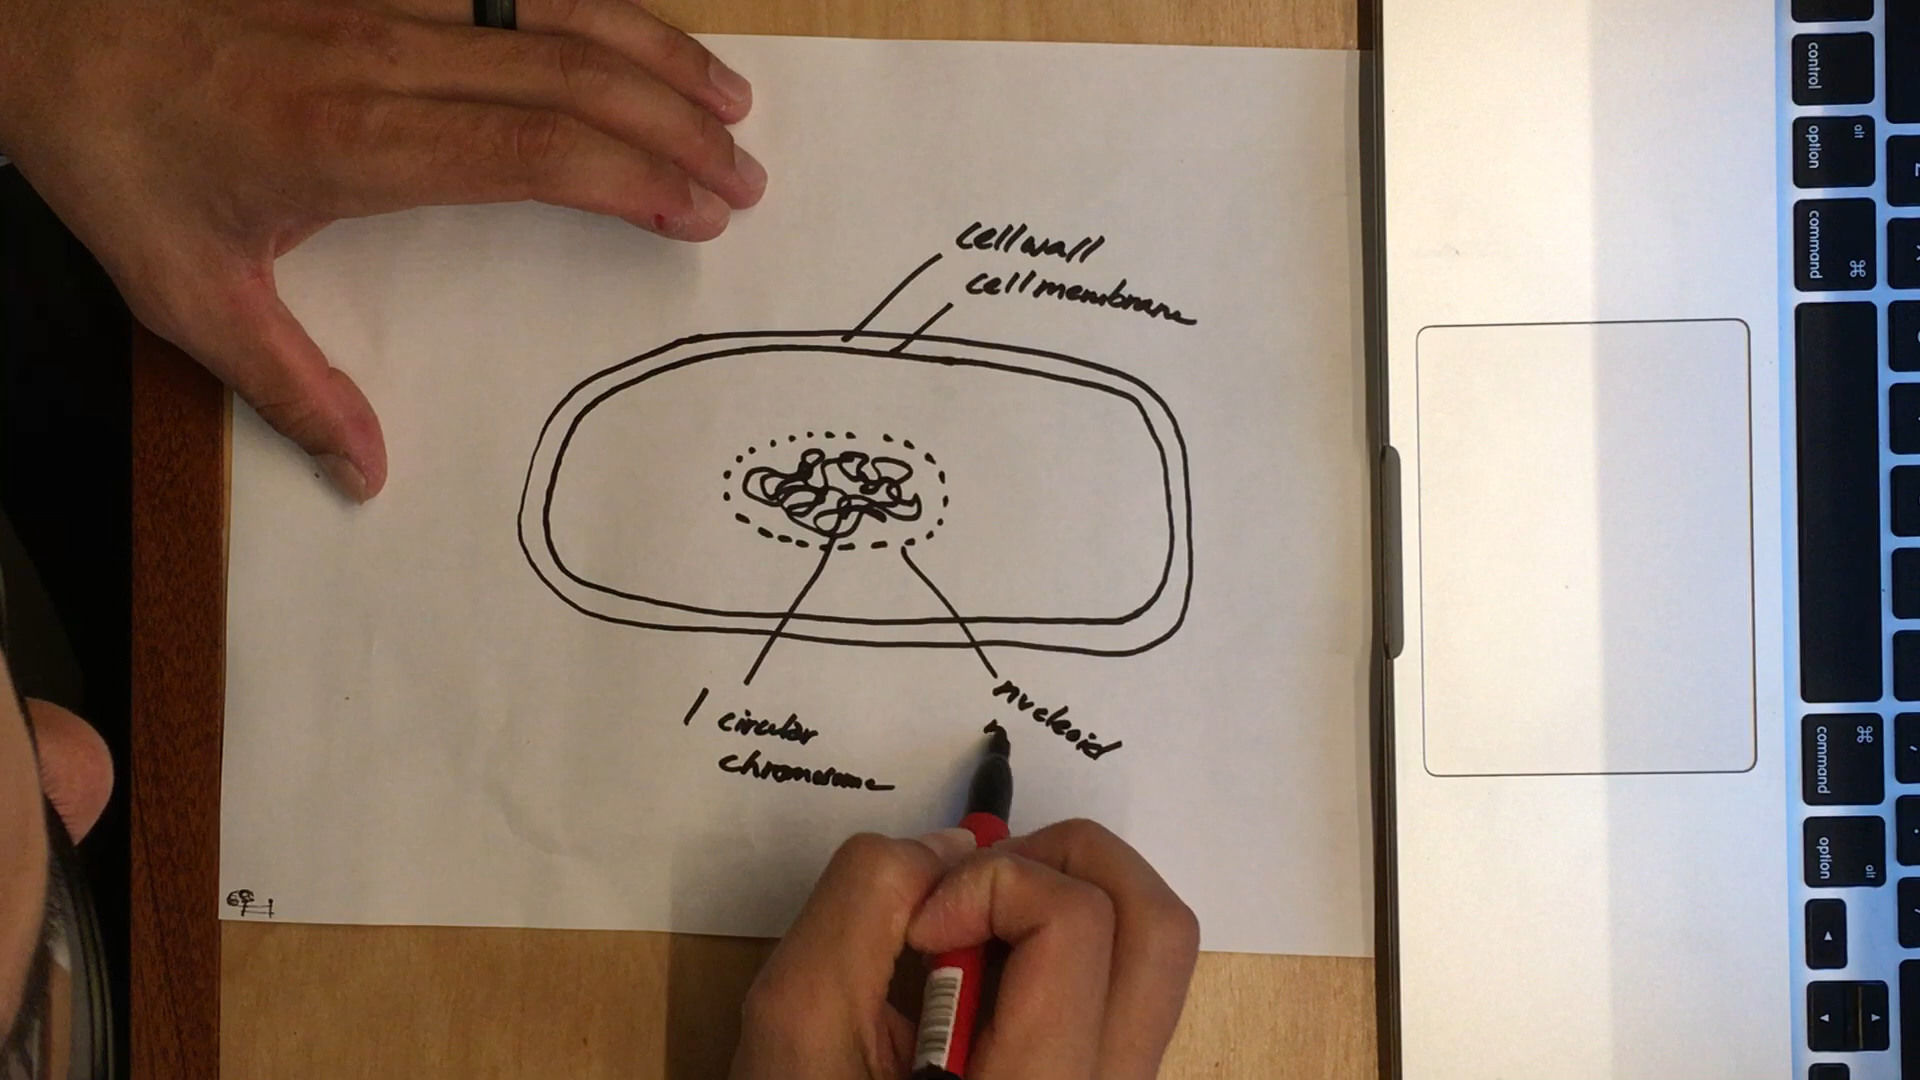 cell wall
cell membrane
1 circular
chromosome
nucleoid
n
control
alt
option
command
⌘
command
⌘
option
alt